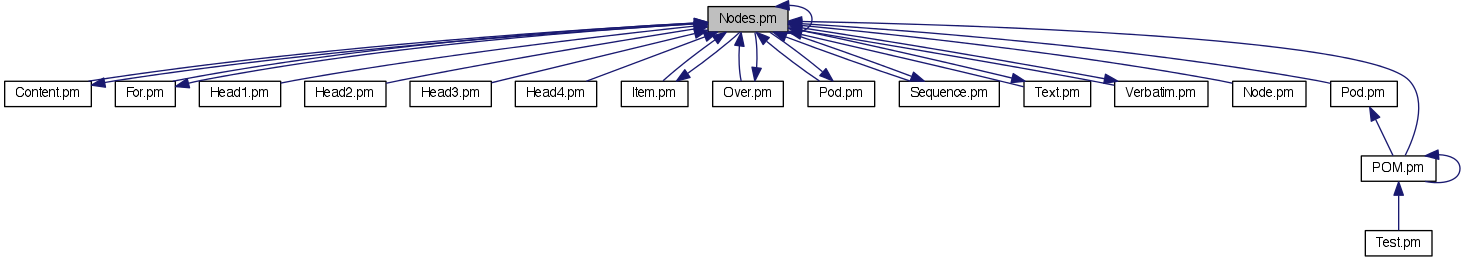 Nodes.pm
Content.pm
For.pm
Head1.pm
Head2.pm
Head3.pm
Head4.pm
Item.pm
Over.pm
Pod.pm
Sequence.pm
Text.pm
Verbatim.pm
Node.pm
Pod.pm
POM.pm
Test.pm